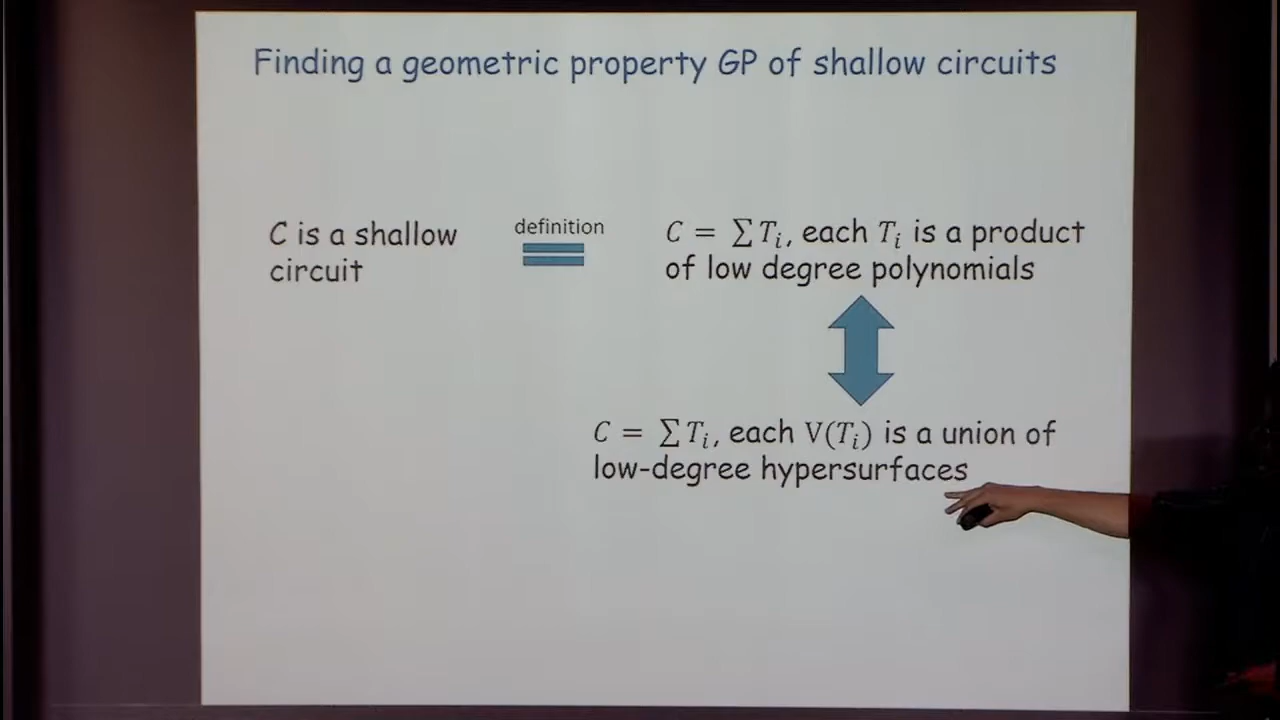 Finding a geometric property GP of shallow circuits
C is a shallow
circuit
definition
C = ∑Tᵢ, each Tᵢ is a product
of low degree polynomials
C = ∑Tᵢ, each V(Tᵢ) is a union of
low-degree hypersurfaces